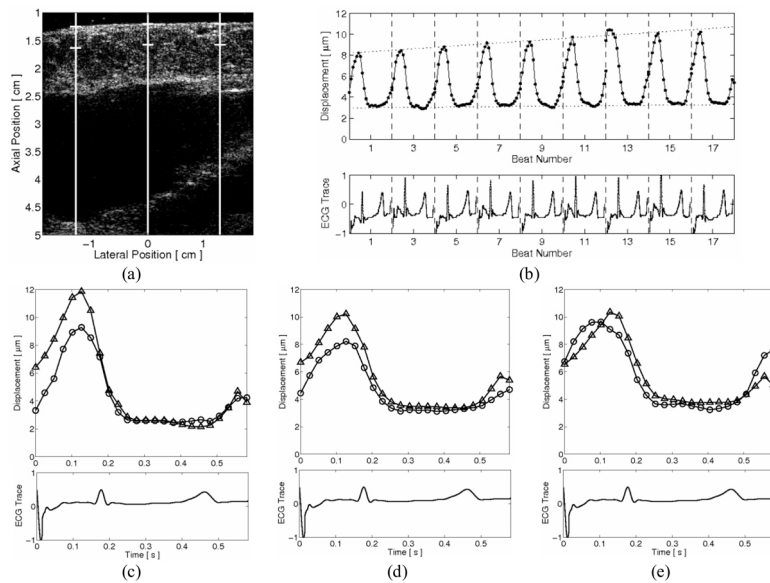 1
1.5
2
2.5
3
3.5
4
4.5
5
Axial Position [ cm ]
−1 0 1
Lateral Position [ cm ]
(a)
12
10
8
6
4
2
0
Displacement [ μm ]
1 3 5 7 9 11 13 15 17
Beat Number
1
0
−1
ECG Trace
1 3 5 7 9 11 13 15 17
Beat Number
(b)
12
10
8
6
4
2
0
Displacement [ μm ]
0 0.1 0.2 0.3 0.4 0.5
1
0
−1
ECG Trace
0 0.1 0.2 0.3 0.4 0.5
Time [ s ]
(c)
12
10
8
6
4
2
0
Displacement [ μm ]
0 0.1 0.2 0.3 0.4 0.5
1
0
−1
ECG Trace
0 0.1 0.2 0.3 0.4 0.5
Time [ s ]
(d)
12
10
8
6
4
2
0
Displacement [ μm ]
0 0.1 0.2 0.3 0.4 0.5
1
0
−1
ECG Trace
0 0.1 0.2 0.3 0.4 0.5
Time [ s ]
(e)